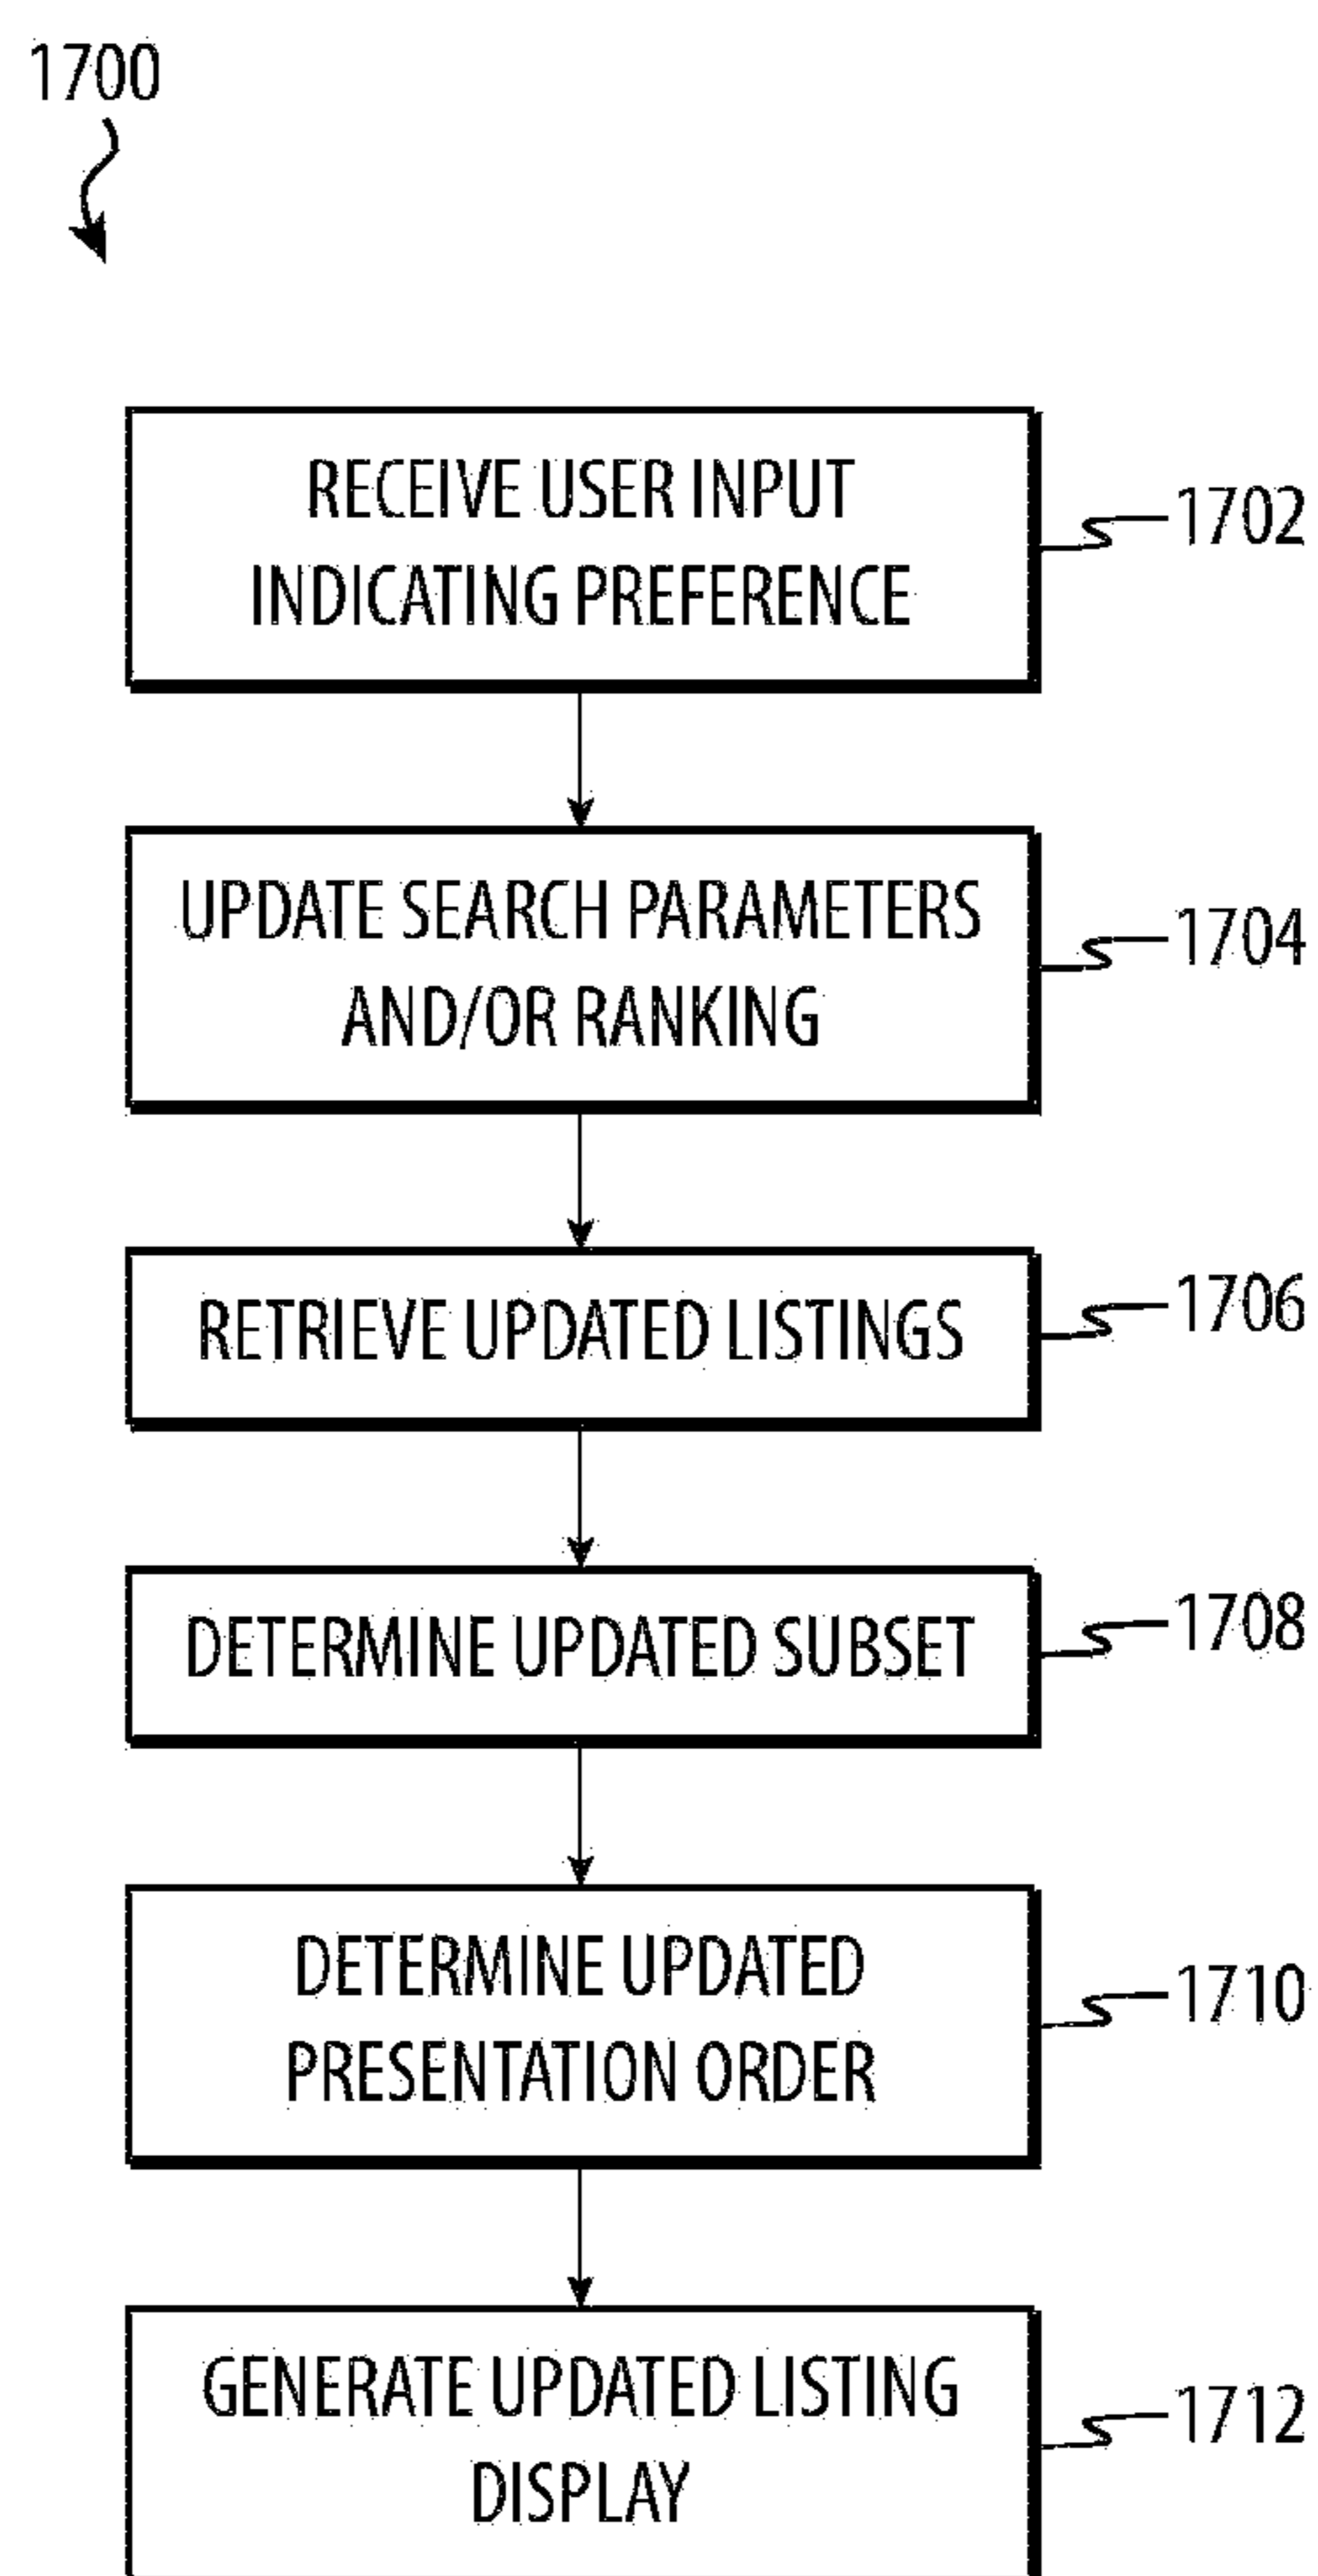 1700
RECEIVE USER INPUT
INDICATING PREFERENCE
1702
UPDATE SEARCH PARAMETERS
AND/OR RANKING
1704
RETRIEVE UPDATED LISTINGS
1706
DETERMINE UPDATED SUBSET
1708
DETERMINE UPDATED
PRESENTATION ORDER
1710
GENERATE UPDATED LISTING
DISPLAY
1712